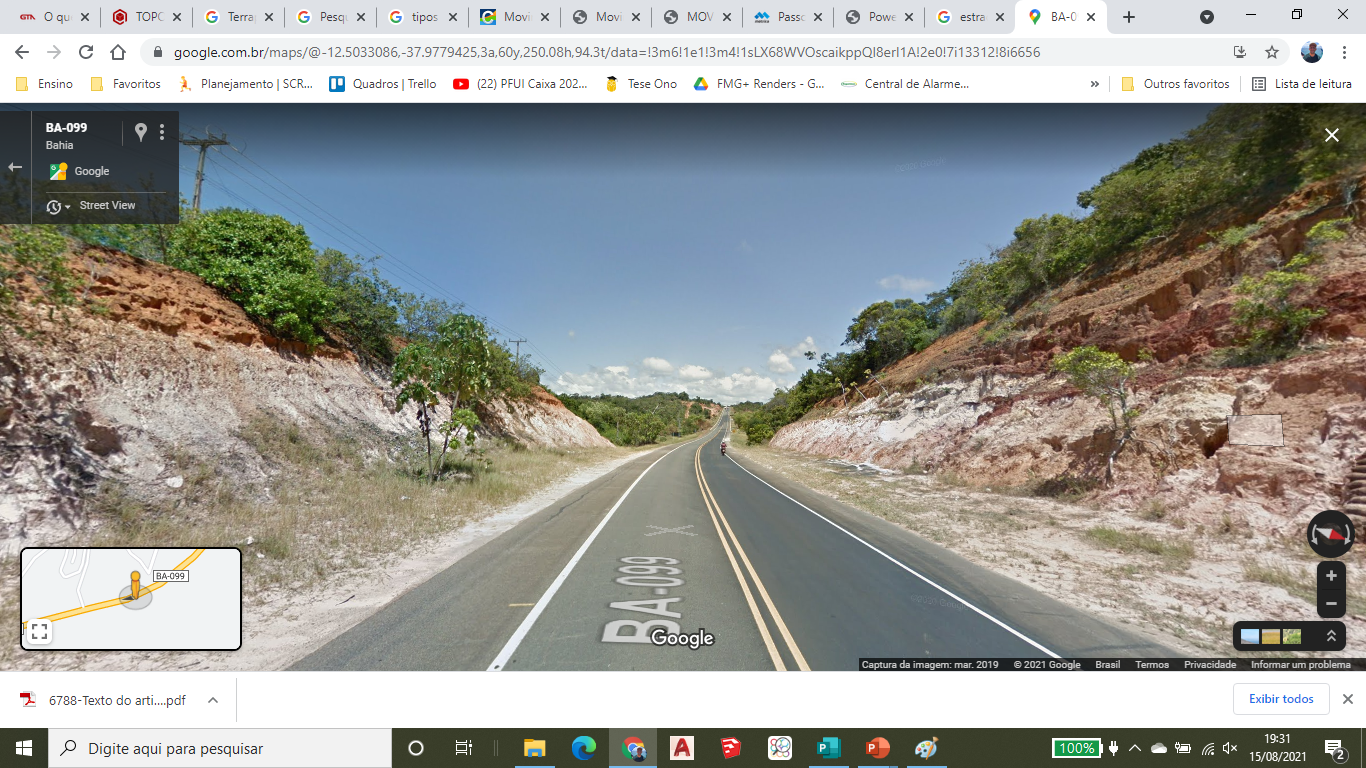 O que
TOPC
Terrap
Pesqu
tipos
Movi
Movi
MOV
Passo
Powe
estra
BA-0
google.com.br/maps/@-12.5033086,-37.9779425,3a,60y,250.08h,94.3t/data=!3m6!1e1!3m4!1sLX68WVOscaikppQI8erI1A!2e0!7i13312!8i6656
Ensino
Favoritos
Planejamento | SCR...
Quadros | Trello
(22) PFUI Caixa 202...
Tese Ono
FMG+ Renders - G...
Central de Alarme...
»
Outros favoritos
Lista de leitura
BA-099
Bahia
Google
Street View
BA-099
BA-099
Google
Captura da imagem: mar. 2019
© 2021 Google
Brasil
Termos
Privacidade
Informar um problema
6788-Texto do arti....pdf
Exibir todos
Digite aqui para pesquisar
100%
19:31
15/08/2021
2